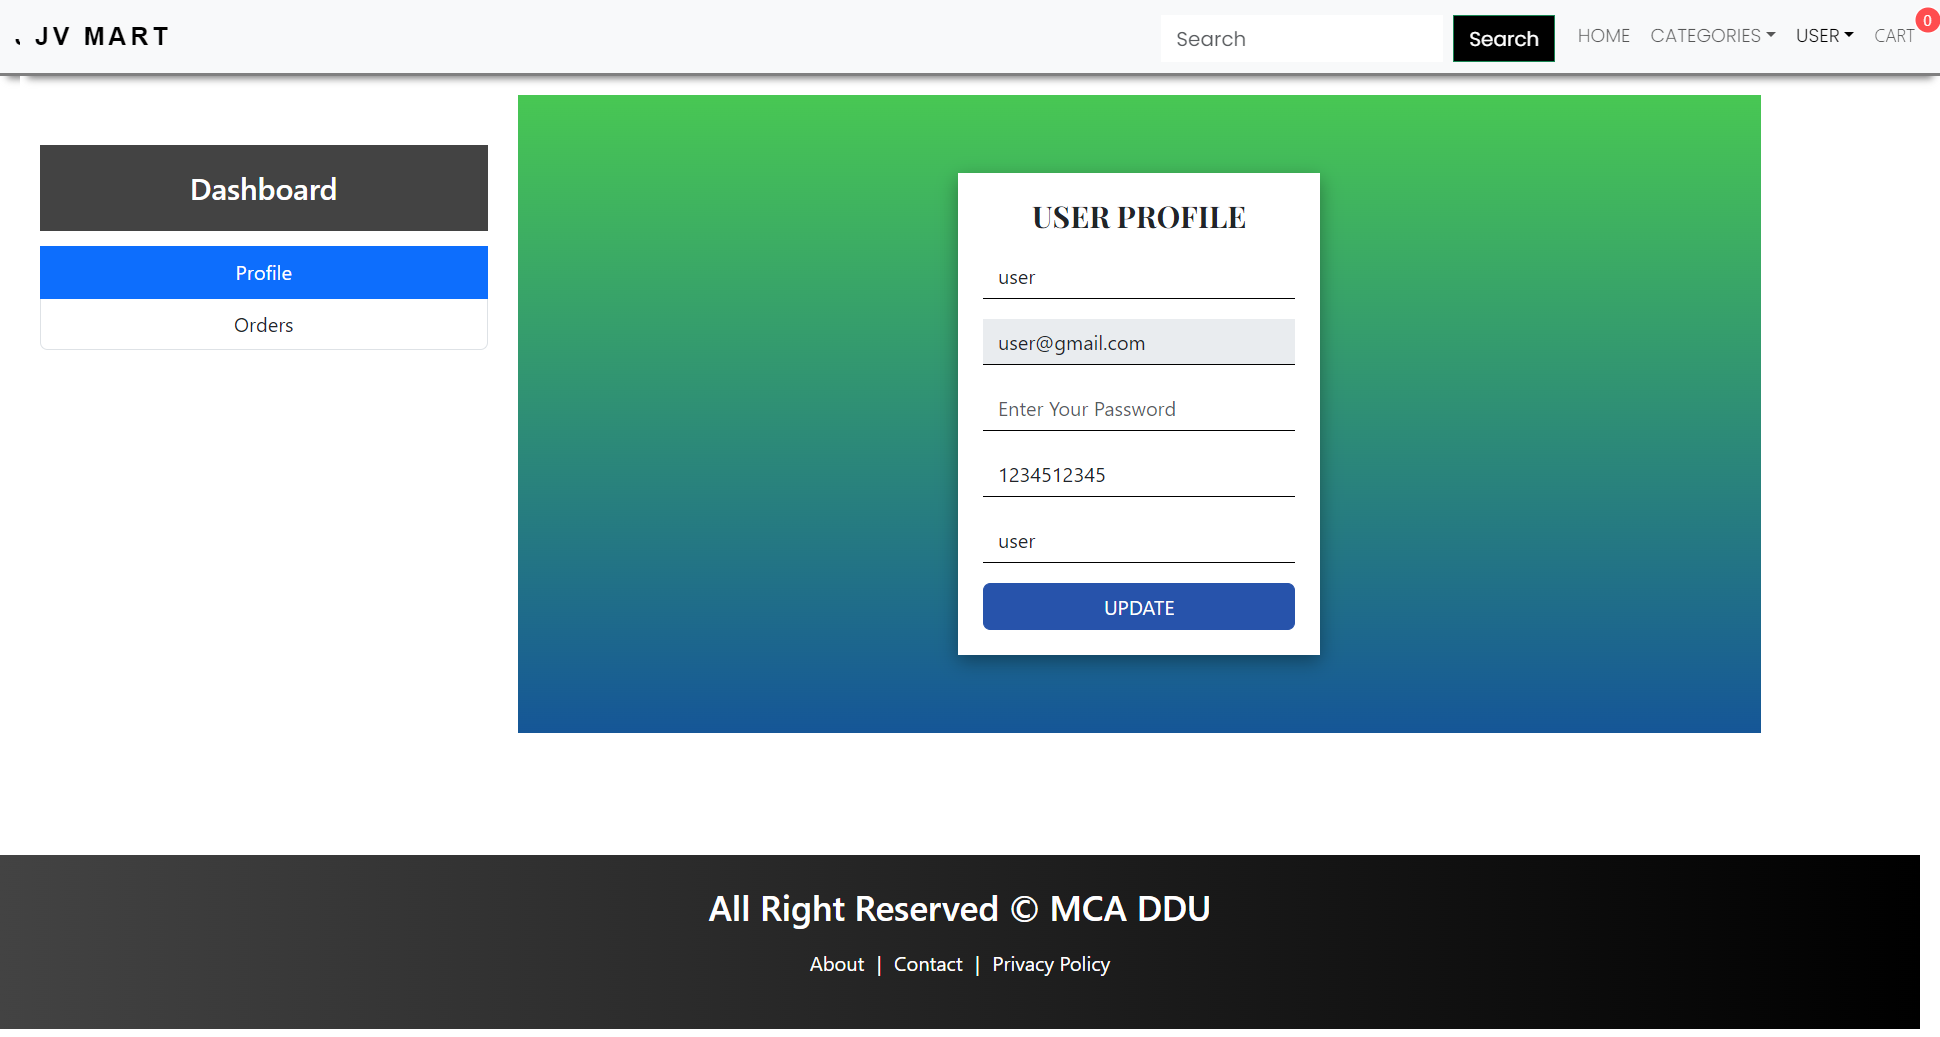 JV MART
Search
Search
HOME
CATEGORIES
USER
CART
0
Dashboard
Profile
Orders
USER PROFILE
user
user@gmail.com
Enter Your Password
1234512345
user
UPDATE
All Right Reserved © MCA DDU
About | Contact | Privacy Policy